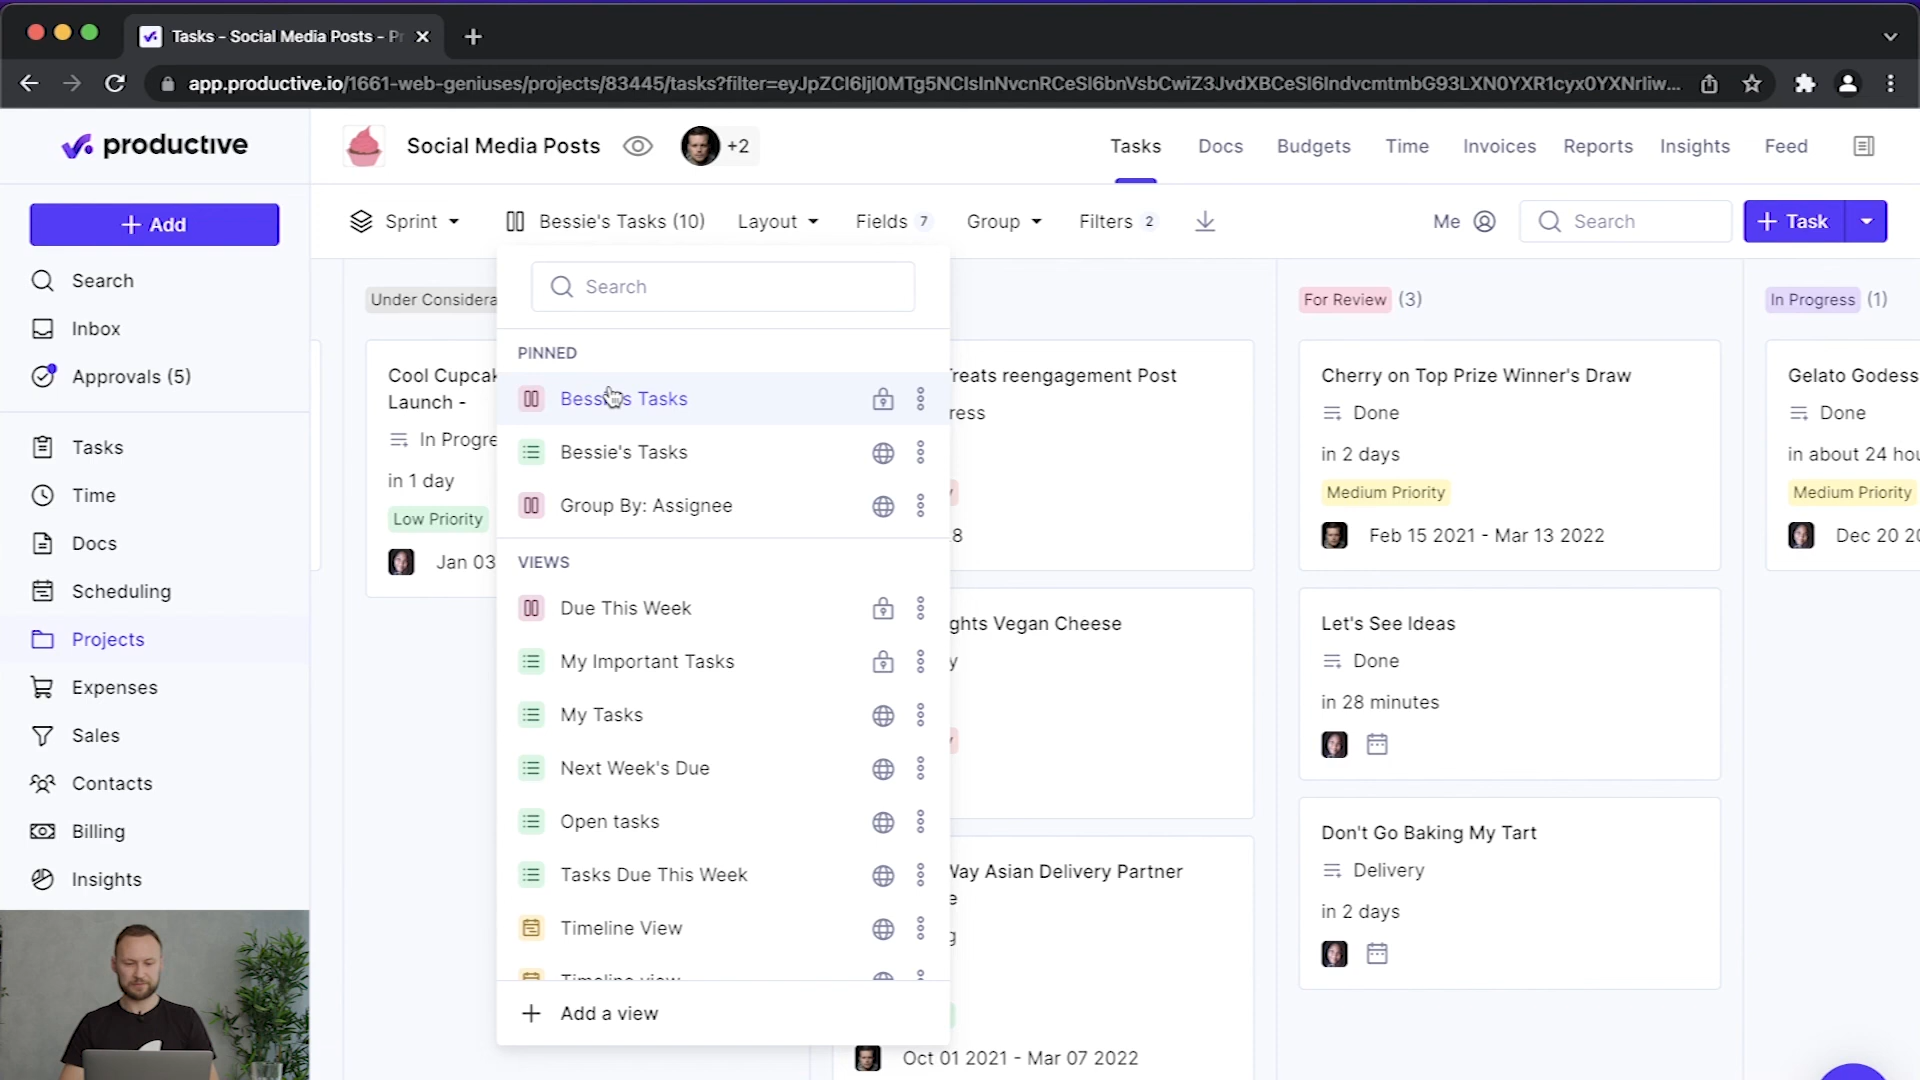 Tasks - Social Media Posts - Pr
app.productive.io/1661-web-geniuses/projects/83445/tasks?filter=
productive
Social Media Posts
+2
Tasks
Docs
Budgets
Time
Invoices
Reports
Insights
Feed
+ Add
Search
Inbox
Approvals (5)
Tasks
Time
Docs
Scheduling
Projects
Expenses
Sales
Contacts
Billing
Insights
Sprint
Bessie's Tasks (10)
Layout
Fields 7
Group
Filters 2
Me
Search
+ Task
Search
PINNED
Bessie's Tasks
Bessie's Tasks
Group By: Assignee
VIEWS
Due This Week
My Important Tasks
My Tasks
Next Week's Due
Open tasks
Tasks Due This Week
Timeline View
Timeline view
+ Add a view
Under Considera
Cool Cupcak
Launch -
In Progre
in 1 day
Low Priority
Jan 03
reats reengagement Post
ress
8
ghts Vegan Cheese
y
Way Asian Delivery Partner
e
g
Oct 01 2021 - Mar 07 2022
For Review (3)
Cherry on Top Prize Winner's Draw
Done
in 2 days
Medium Priority
Feb 15 2021 - Mar 13 2022
Let's See Ideas
Done
in 28 minutes
Don't Go Baking My Tart
Delivery
in 2 days
In Progress (1)
Gelato Godess
Done
in about 24 hou
Medium Priority
Dec 20 20